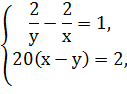 2/y − 2/x = 1,
20(x − y) = 2,